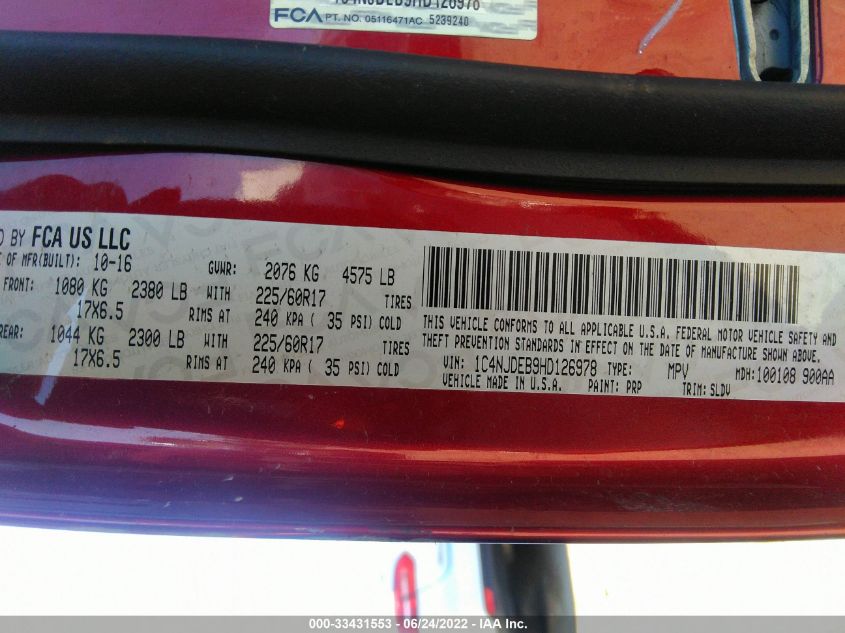 1C4NJDEB9HD126978
FCA PT. NO. 05116471AC 5239240
BY FCA US LLC
OF MFR(BUILT): 10-16 GVWR: 2076 KG 4575 LB
FRONT: 1080 KG 2380 LB WITH 225/60R17 TIRES
17X6.5 RIMS AT 240 KPA ( 35 PSI) COLD
REAR: 1044 KG 2300 LB WITH 225/60R17 TIRES
17X6.5 RIMS AT 240 KPA ( 35 PSI) COLD
THIS VEHICLE CONFORMS TO ALL APPLICABLE U.S.A. FEDERAL MOTOR VEHICLE SAFETY AND
THEFT PREVENTION STANDARDS IN EFFECT ON THE DATE OF MANUFACTURE SHOWN ABOVE.
VIN: 1C4NJDEB9HD126978 TYPE: MPV MDH: 100108 900AA
VEHICLE MADE IN U.S.A. PAINT: PRP TRIM: SLDV
000-33431553 - 06/24/2022 - IAA Inc.